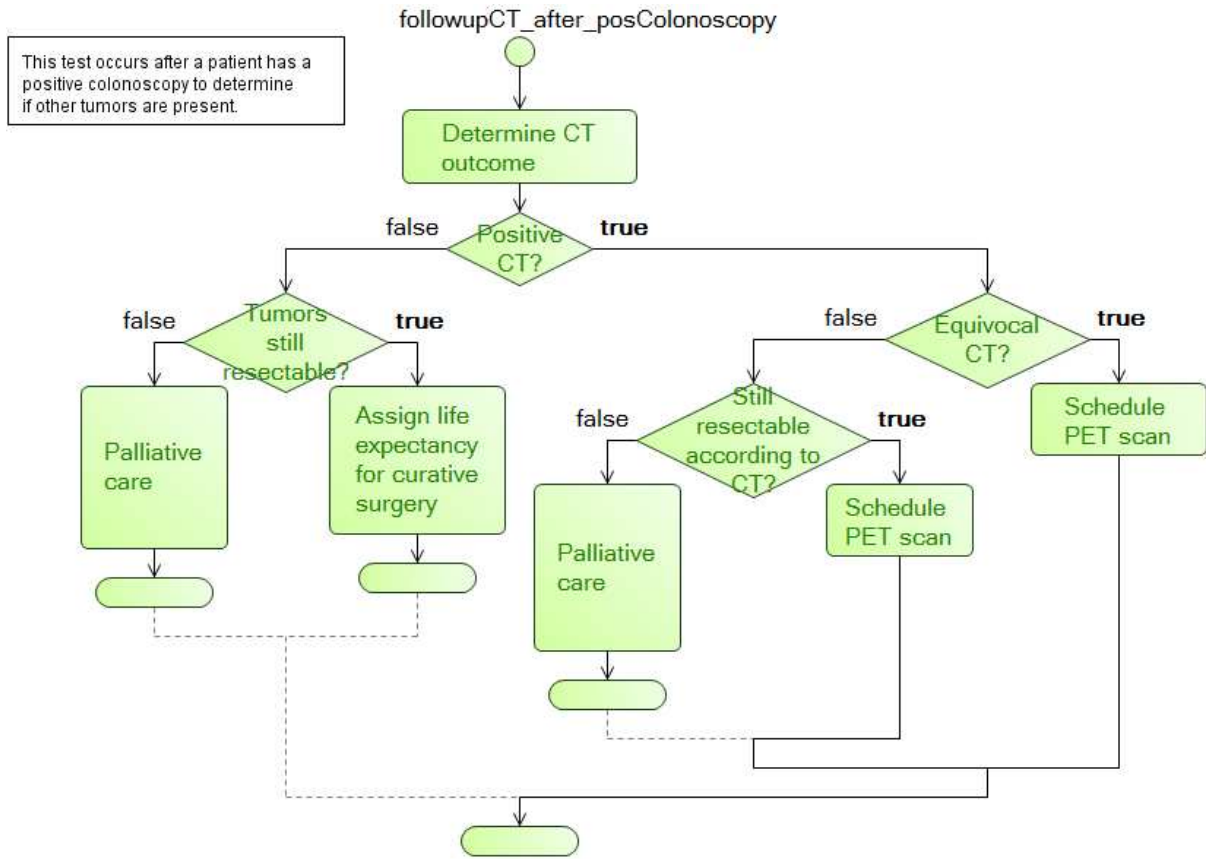 followupCT_after_posColonoscopy
This test occurs after a patient has a
positive colonoscopy to determine
if other tumors are present.
Determine CT
outcome
false
Positive
CT?
true
false
Tumors
still
resectable?
true
false
Equivocal
CT?
true
Palliative
care
Assign life
expectancy
for curative
surgery
false
Still
resectable
according to
CT?
true
Schedule
PET scan
Palliative
care
Schedule
PET scan